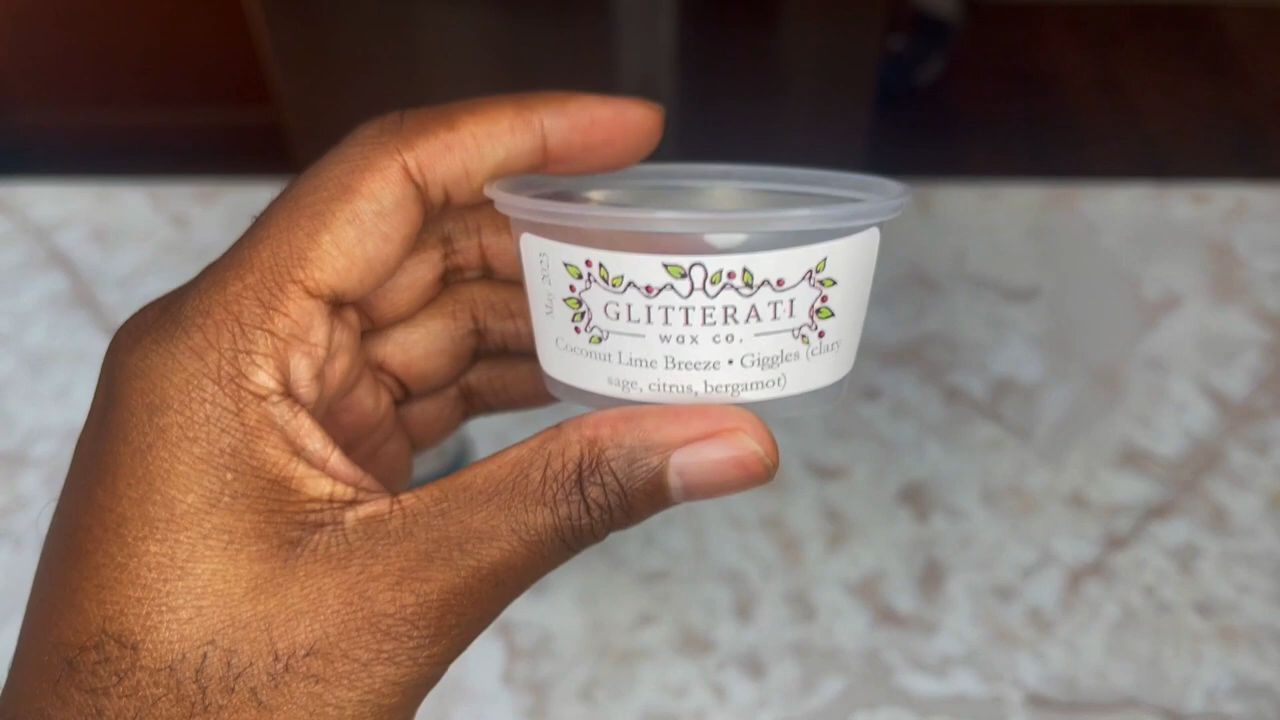 May 2023
GLITTERATI
wax co.
Coconut Lime Breeze • Giggles (clary
sage, citrus, bergamot)